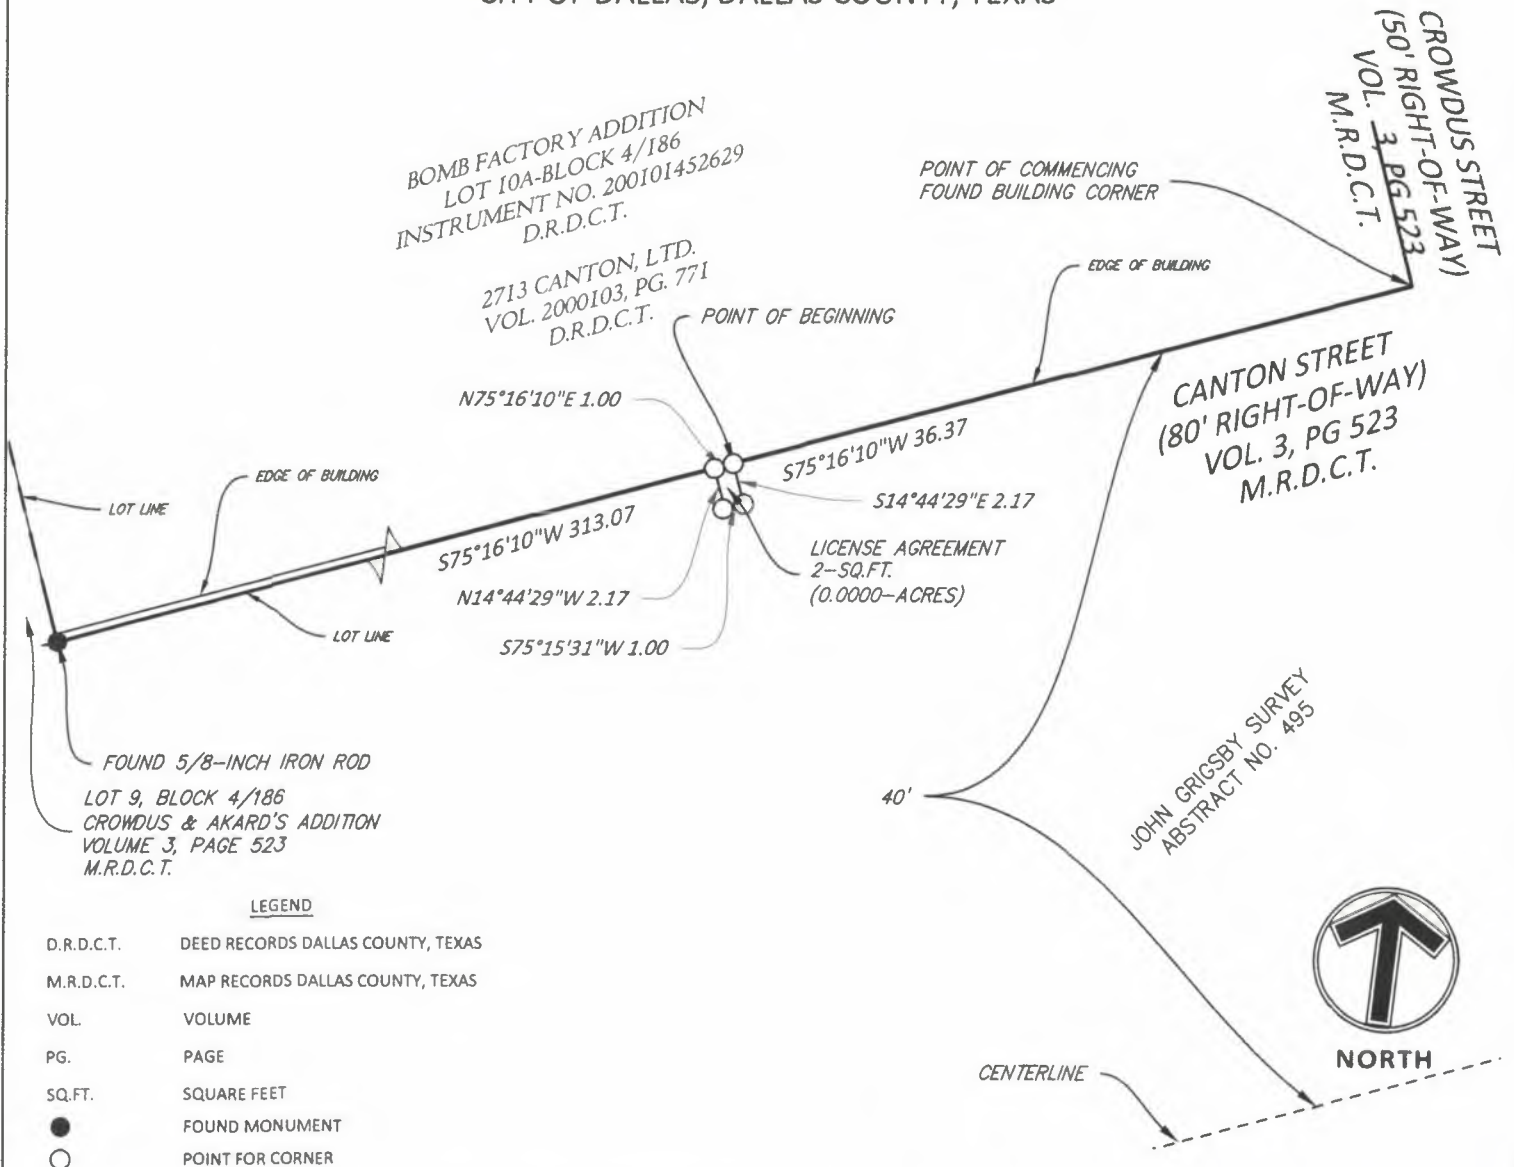 CITY OF DALLAS, DALLAS COUNTY, TEXAS
CROWDUS STREET
(50' RIGHT-OF-WAY)
VOL. 3 PG 523
M.R.D.C.T.
BOMB FACTORY ADDITION
LOT 10A-BLOCK 4/186
INSTRUMENT NO. 200101452629
D.R.D.C.T.
2713 CANTON, LTD.
VOL. 2000103, PG. 771
D.R.D.C.T.
POINT OF COMMENCING
FOUND BUILDING CORNER
EDGE OF BUILDING
POINT OF BEGINNING
CANTON STREET
(80' RIGHT-OF-WAY)
VOL. 3, PG 523
M.R.D.C.T.
N75°16'10"E 1.00
S75°16'10"W 36.37
EDGE OF BUILDING
LOT LINE
S14°44'29"E 2.17
S75°16'10"W 313.07
LICENSE AGREEMENT
2-SQ.FT.
(0.0000-ACRES)
N14°44'29"W 2.17
LOT LINE
S75°15'31"W 1.00
FOUND 5/8-INCH IRON ROD
LOT 9, BLOCK 4/186
CROWDUS & AKARD'S ADDITION
VOLUME 3, PAGE 523
M.R.D.C.T.
40'
JOHN GRIGSBY SURVEY
ABSTRACT NO. 495
LEGEND
D.R.D.C.T. DEED RECORDS DALLAS COUNTY, TEXAS
M.R.D.C.T. MAP RECORDS DALLAS COUNTY, TEXAS
VOL. VOLUME
PG. PAGE
SQ.FT. SQUARE FEET
FOUND MONUMENT
POINT FOR CORNER
NORTH
CENTERLINE